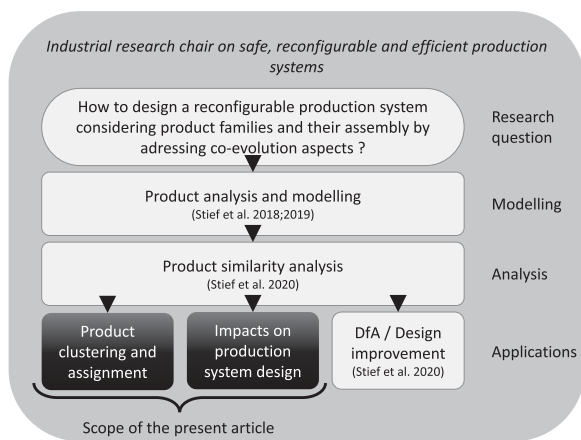 Industrial research chair on safe, reconfigurable and efficient production
systems
How to design a reconfigurable production system
considering product families and their assembly by
adressing co-evolution aspects ?
Research
question
Product analysis and modelling
(Stief et al. 2018;2019)
Modelling
Product similarity analysis
(Stief et al. 2020)
Analysis
Product
clustering and
assignment
Impacts on
production
system design
DfA / Design
improvement
(Stief et al. 2020)
Applications
Scope of the present article